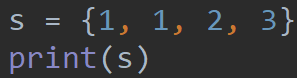 s = {1, 1, 2, 3}
print(s)